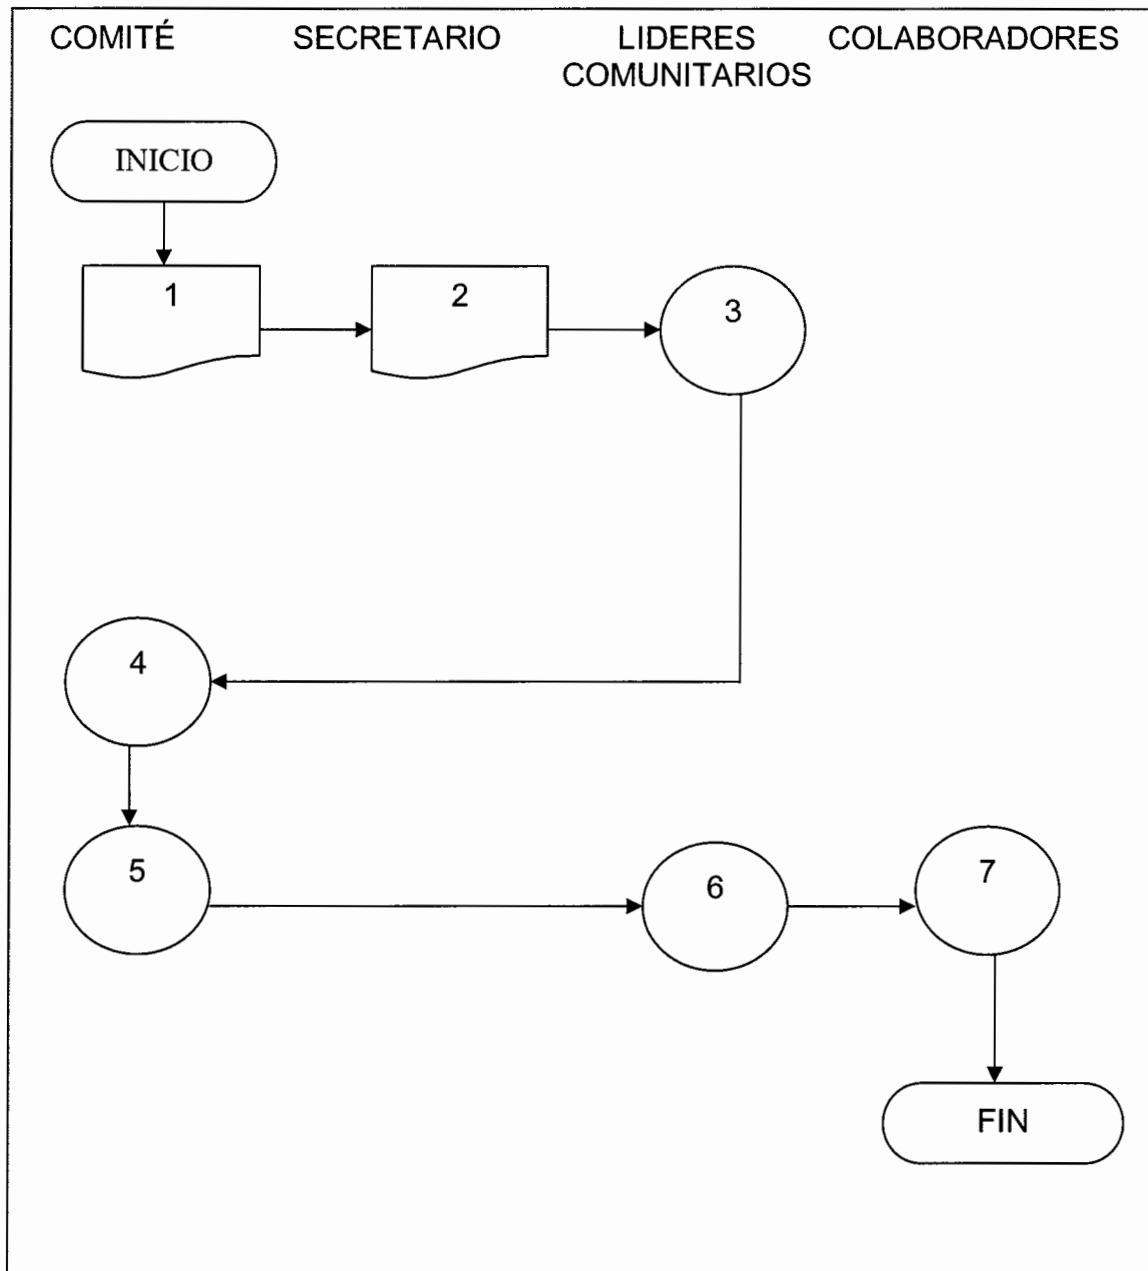 COMITÉ SECRETARIO LIDERES COMUNITARIOS COLABORADORES
INICIO
1 2 3
4
5 6 7
FIN